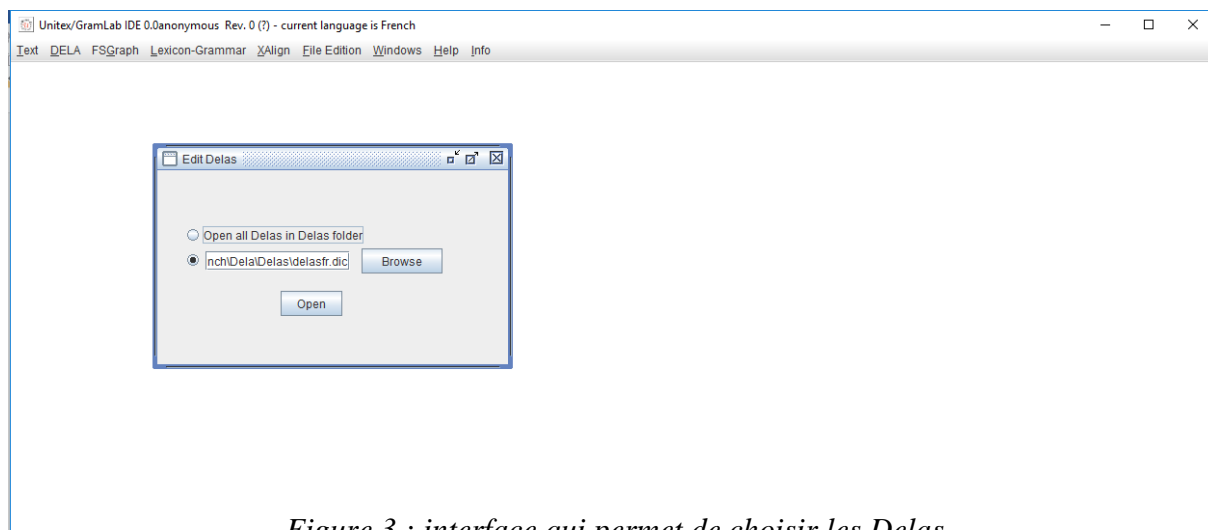 Unitex/GramLab IDE 0.0anonymous Rev. 0 (?) - current language is French
Text DELA FSGraph Lexicon-Grammar XAlign File Edition Windows Help Info
Edit Delas
Open all Delas in Delas folder
nch\Dela\Delas\delasfr.dic Browse
Open
Figure 3 : interface qui permet de choisir les Delas